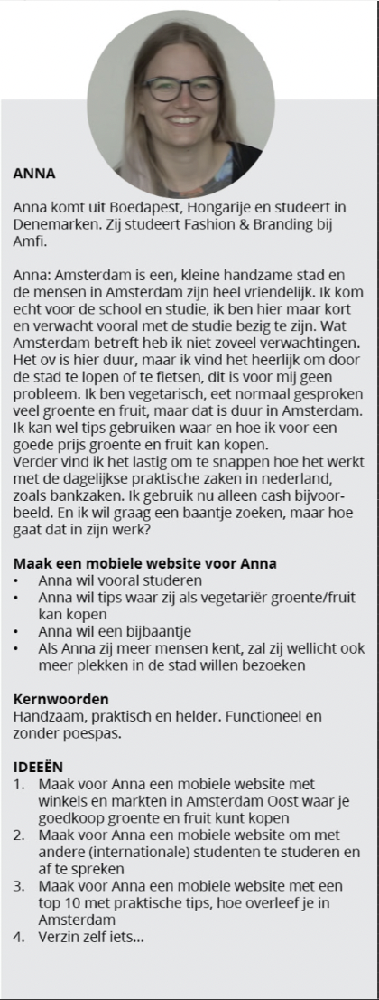 ANNA
Anna komt uit Boedapest, Hongarije en studeert in
Denemarken. Zij studeert Fashion & Branding bij
Amfi.
Anna: Amsterdam is een, kleine handzame stad en
de mensen in Amsterdam zijn heel vriendelijk. Ik kom
echt voor de school en studie, ik ben hier maar kort
en verwacht vooral met de studie bezig te zijn. Wat
Amsterdam betreft heb ik niet zoveel verwachtingen.
Het ov is hier duur, maar ik vind het heerlijk om door
de stad te lopen of te fietsen, dit is voor mij geen
probleem. Ik ben vegetarisch, eet normaal gesproken
veel groente en fruit, maar dat is duur in Amsterdam.
Ik kan wel tips gebruiken waar en hoe ik voor een
goede prijs groente en fruit kan kopen.
Verder vind ik het lastig om te snappen hoe het werkt
met de dagelijkse praktische zaken in nederland,
zoals bankzaken. Ik gebruik nu alleen cash bijvoor-
beeld. En ik wil graag een baantje zoeken, maar hoe
gaat dat in zijn werk?
Maak een mobiele website voor Anna
• Anna wil vooral studeren
• Anna wil tips waar zij als vegetariër groente/fruit
kan kopen
• Anna wil een bijbaantje
• Als Anna zij meer mensen kent, zal zij wellicht ook
meer plekken in de stad willen bezoeken
Kernwoorden
Handzaam, praktisch en helder. Functioneel en
zonder poespas.
IDEEËN
1. Maak voor Anna een mobiele website met
winkels en markten in Amsterdam Oost waar je
goedkoop groente en fruit kunt kopen
2. Maak voor Anna een mobiele website om met
andere (internationale) studenten te studeren en
af te spreken
3. Maak voor Anna een mobiele website met een
top 10 met praktische tips, hoe overleef je in
Amsterdam
4. Verzin zelf iets...